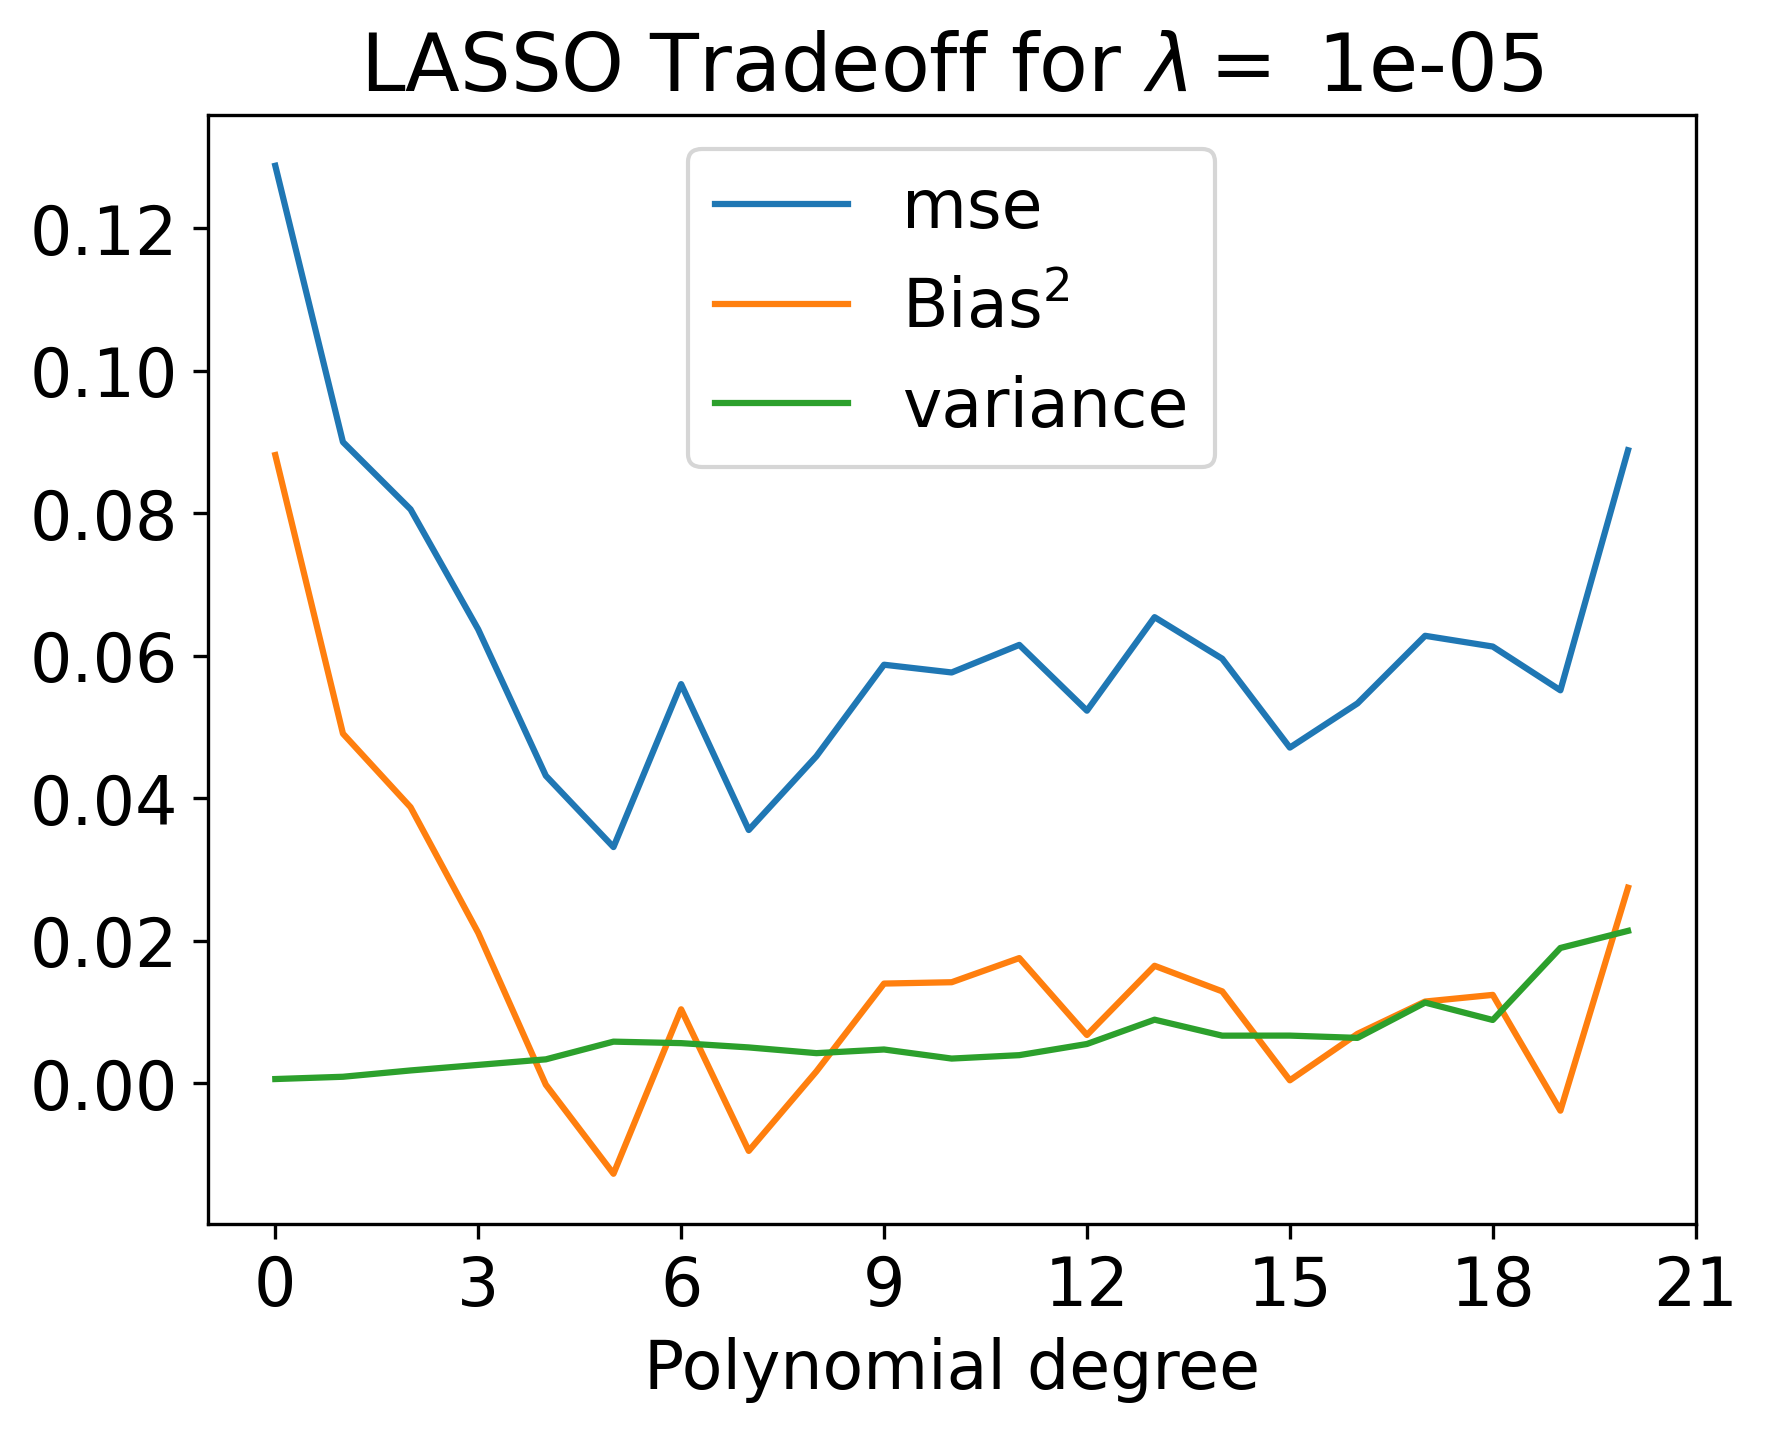 LASSO Tradeoff for λ = 1e-05
mse
Bias²
variance
0.12
0.10
0.08
0.06
0.04
0.02
0.00
0 3 6 9 12 15 18 21
Polynomial degree